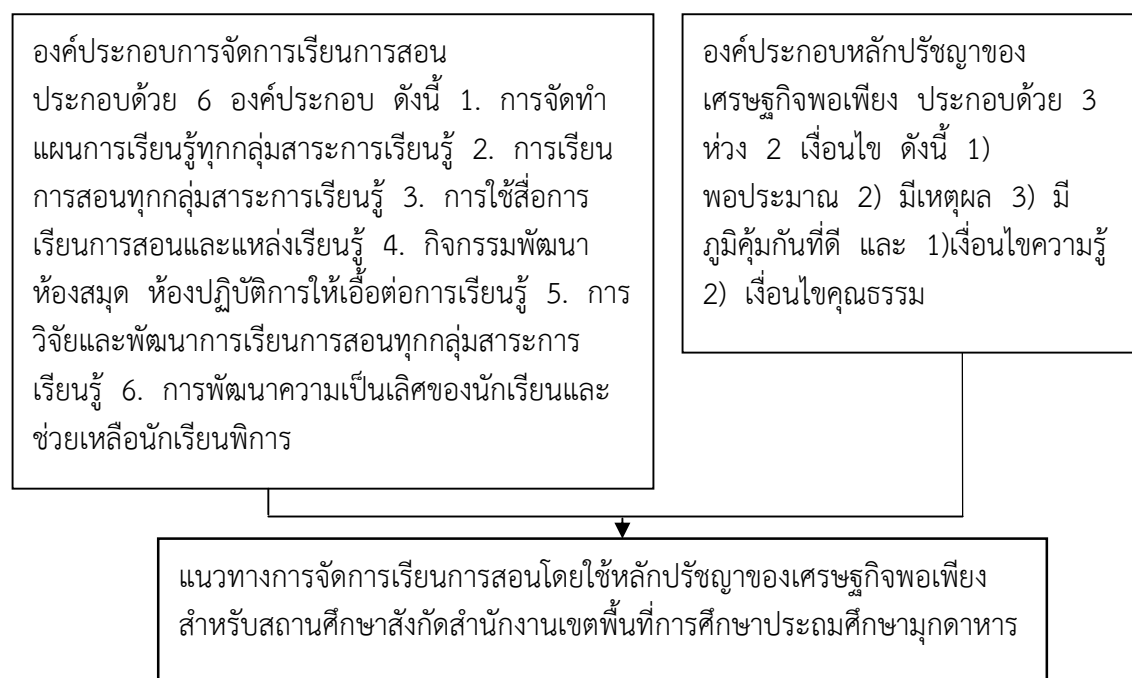 องค์ประกอบการจัดการเรียนการสอน
ประกอบด้วย 6 องค์ประกอบ ดังนี้ 1. การจัดทำ
แผนการเรียนรู้ทุกกลุ่มสาระการเรียนรู้ 2. การเรียน
การสอนทุกกลุ่มสาระการเรียนรู้ 3. การใช้สื่อการ
เรียนการสอนและแหล่งเรียนรู้ 4. กิจกรรมพัฒนา
ห้องสมุด ห้องปฏิบัติการให้เอื้อต่อการเรียนรู้ 5. การ
วิจัยและพัฒนาการเรียนการสอนทุกกลุ่มสาระการ
เรียนรู้ 6. การพัฒนาความเป็นเลิศของนักเรียนและ
ช่วยเหลือนักเรียนพิการ
องค์ประกอบหลักปรัชญาของ
เศรษฐกิจพอเพียง ประกอบด้วย 3
ห่วง 2 เงื่อนไข ดังนี้ 1)
พอประมาณ 2) มีเหตุผล 3) มี
ภูมิคุ้มกันที่ดี และ 1)เงื่อนไขความรู้
2) เงื่อนไขคุณธรรม
แนวทางการจัดการเรียนการสอนโดยใช้หลักปรัชญาของเศรษฐกิจพอเพียง
สำหรับสถานศึกษาสังกัดสำนักงานเขตพื้นที่การศึกษาประถมศึกษามุกดาหาร